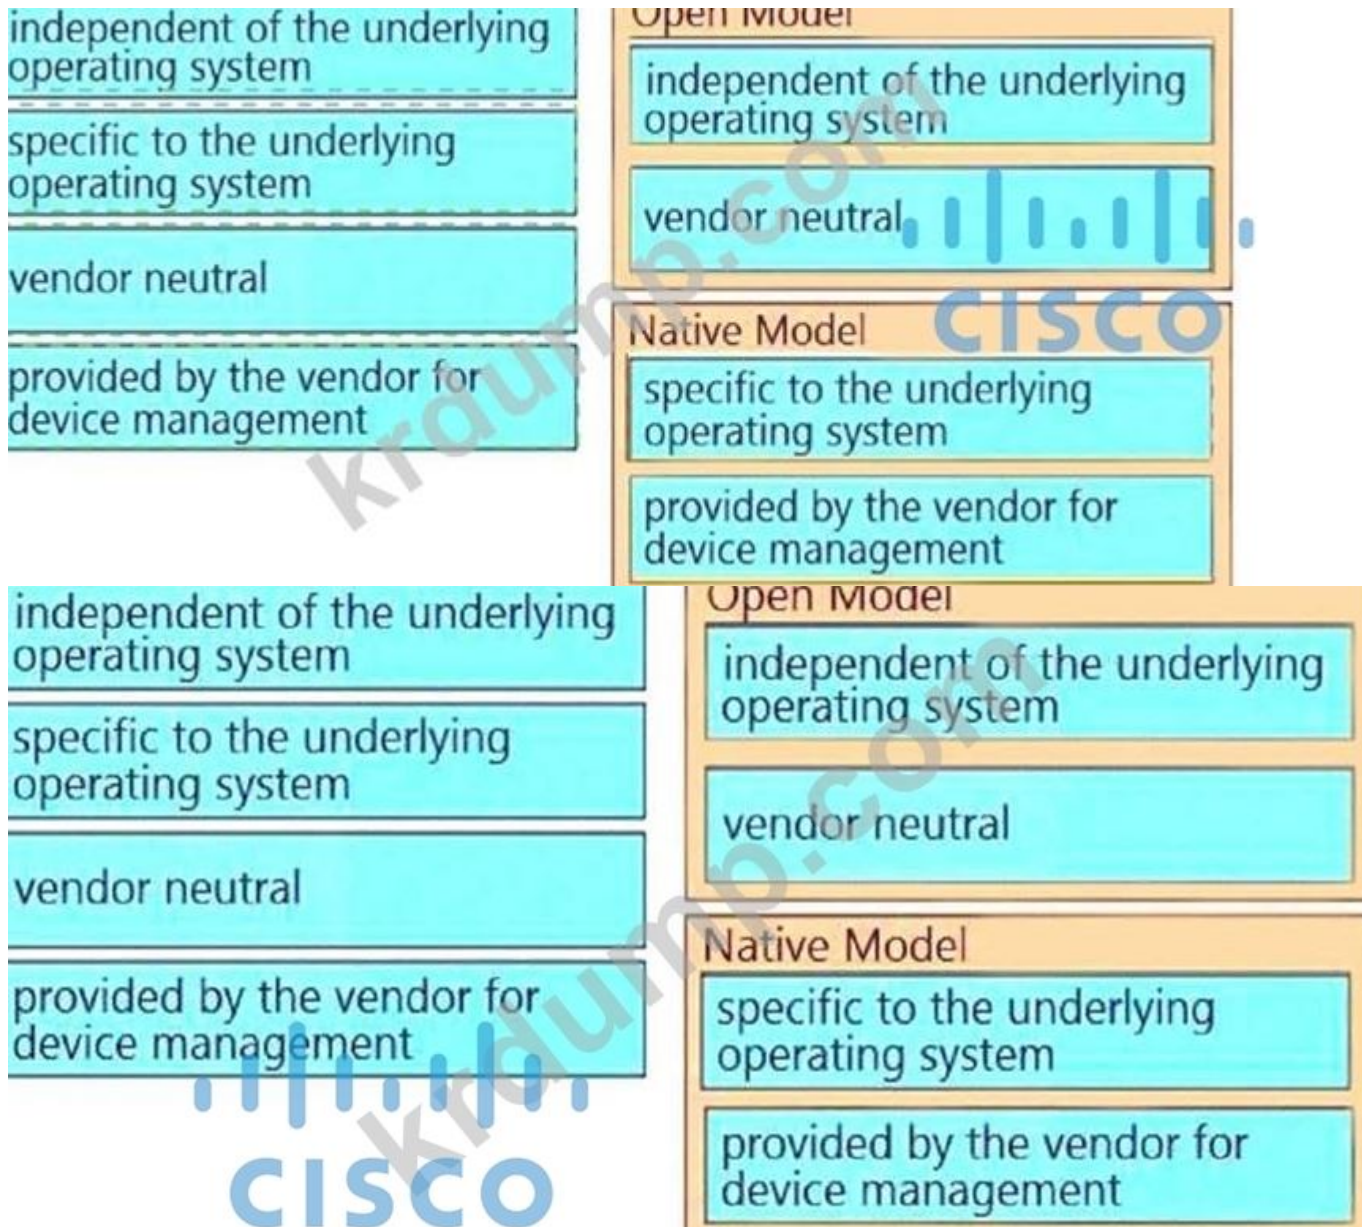 independent of the underlying
operating system
specific to the underlying
operating system
vendor neutral
provided by the vendor for
device management
Open Model
independent of the underlying
operating system
vendor neutral
CISCO
Native Model
specific to the underlying
operating system
provided by the vendor for
device management
krdump.com
independent of the underlying
operating system
specific to the underlying
operating system
vendor neutral
provided by the vendor for
device management
CISCO
Open Model
independent of the underlying
operating system
vendor neutral
Native Model
specific to the underlying
operating system
provided by the vendor for
device management
krdump.com